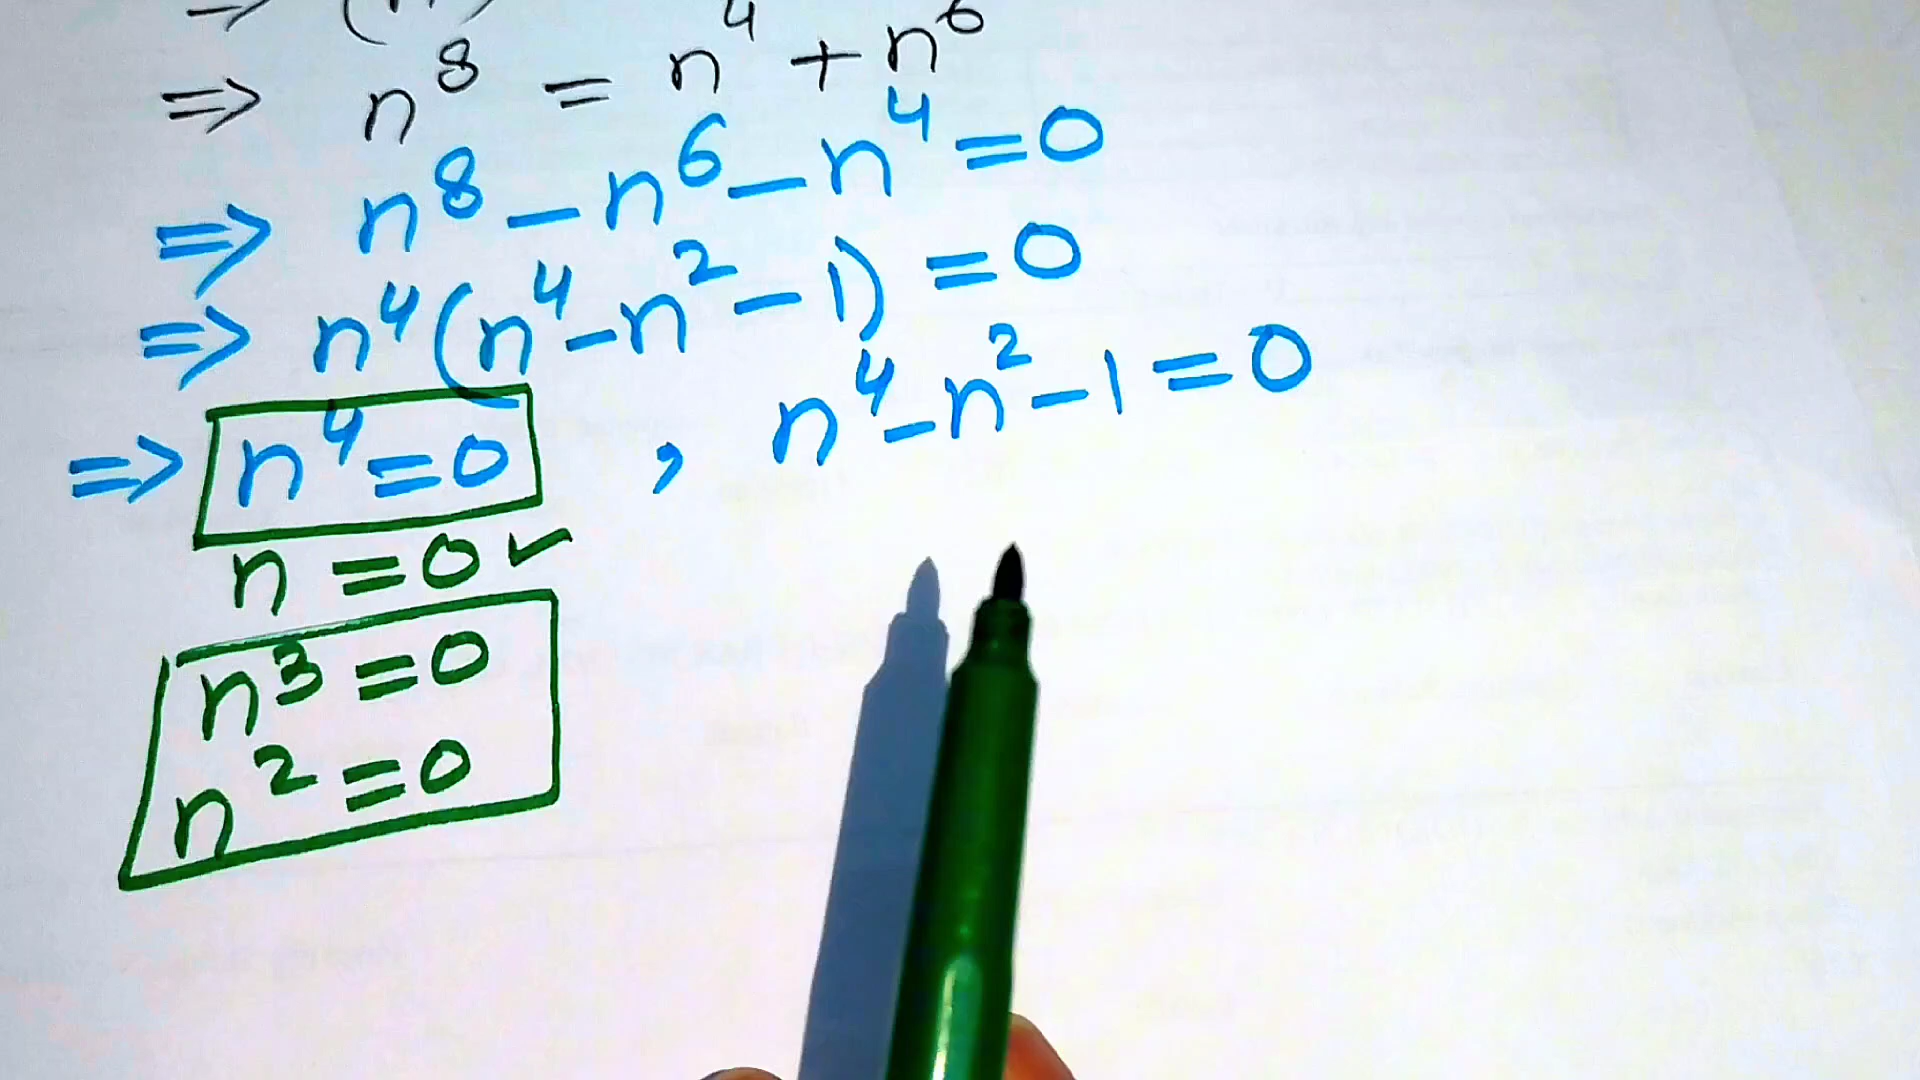 ⇒ n⁸ = n⁴ + n⁶
⇒ n⁸ - n⁶ - n⁴ = 0
⇒ n⁴(n⁴ - n² - 1) = 0
⇒ n⁴ = 0 , n⁴ - n² - 1 = 0
n = 0 ✓
n³ = 0
n² = 0